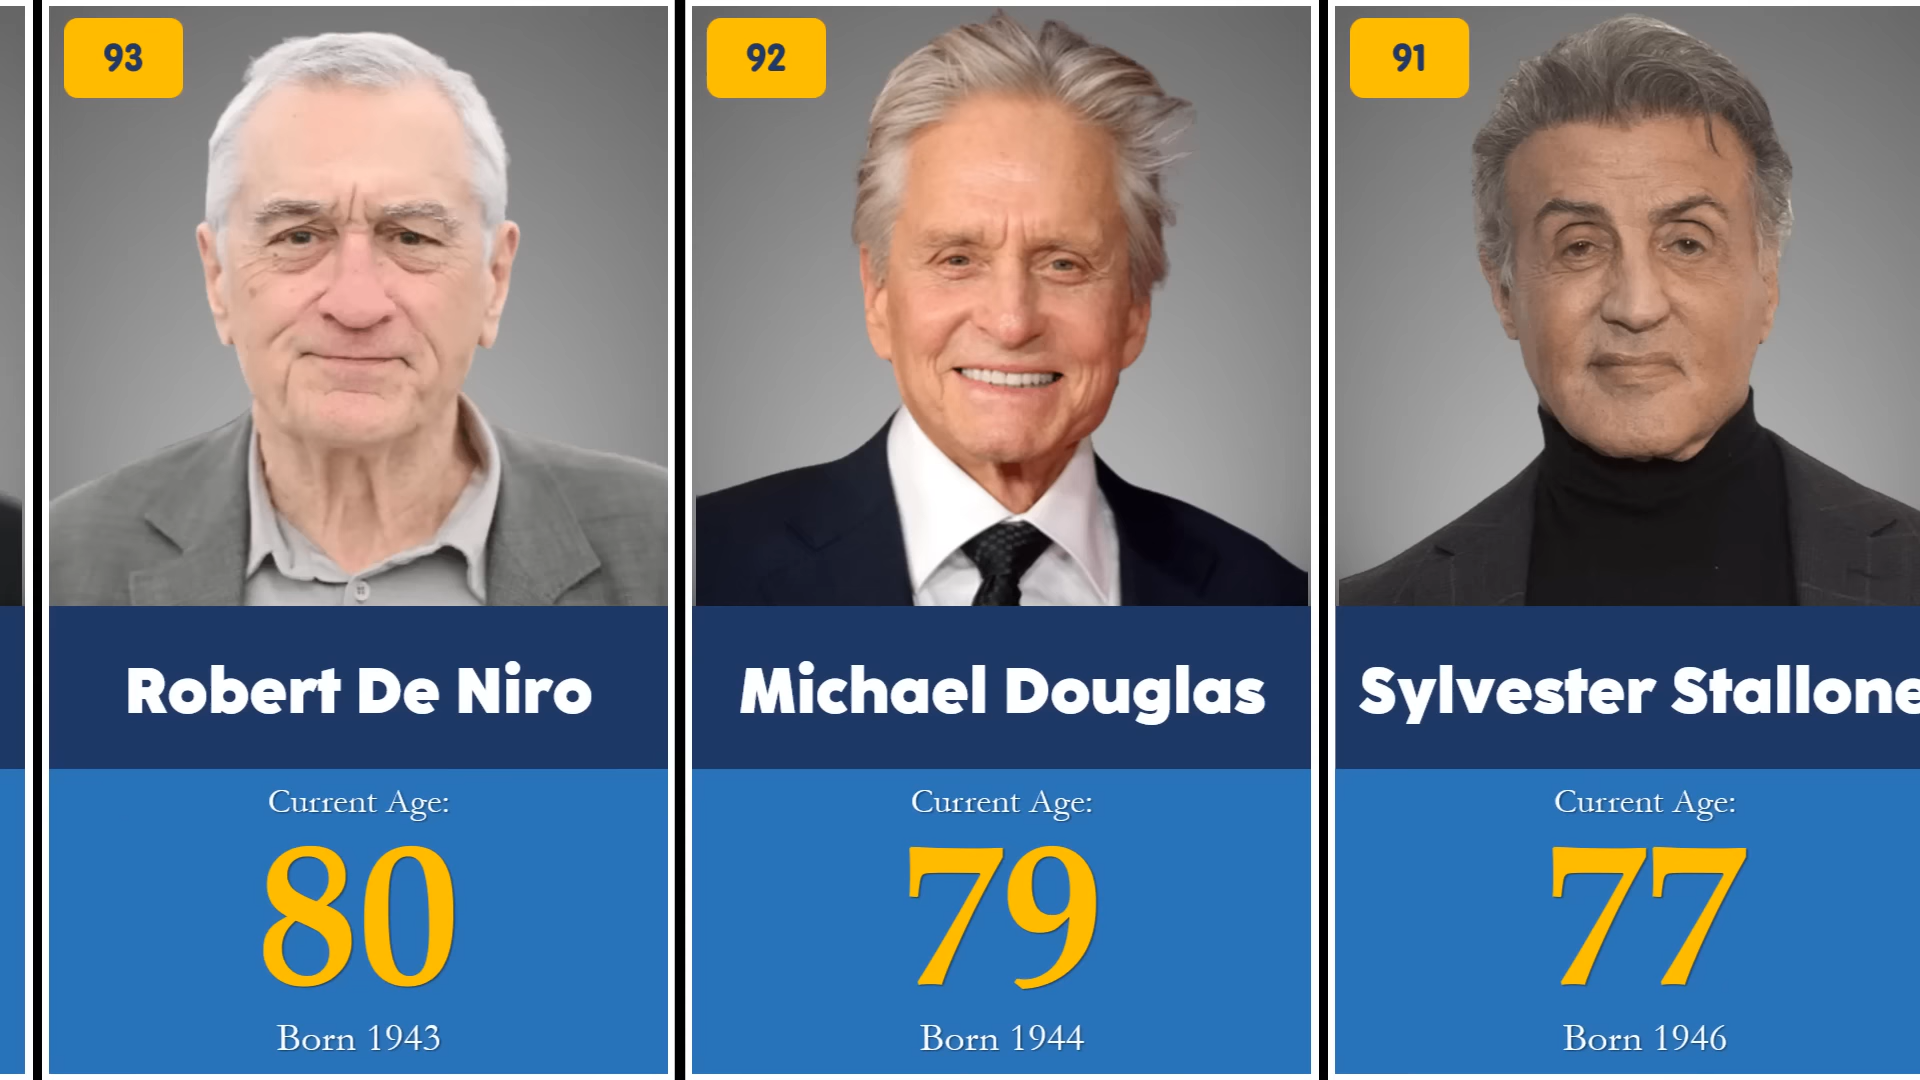 93
Robert De Niro
Current Age:
80
Born 1943
92
Michael Douglas
Current Age:
79
Born 1944
91
Sylvester Stallone
Current Age:
77
Born 1946